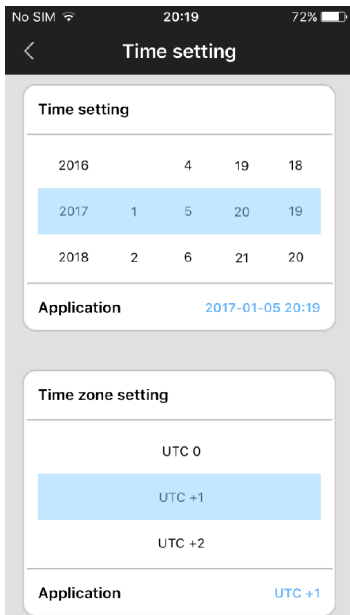 No SIM 20:19 72%
Time setting
Time setting
2016 4 19 18
2017 1 5 20 19
2018 2 6 21 20
Application 2017-01-05 20:19
Time zone setting
UTC 0
UTC +1
UTC +2
Application UTC +1